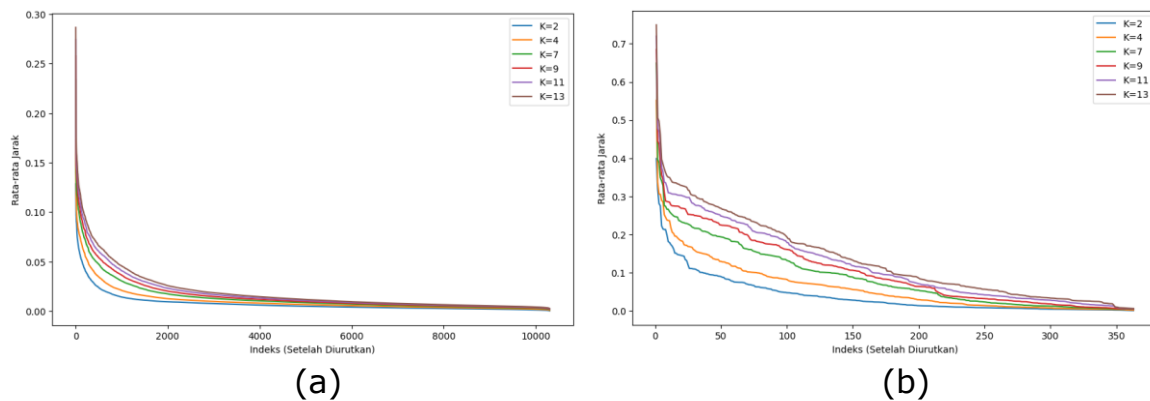 0.30
0.25
0.20
0.15
0.10
0.05
0.00
Rata-rata Jarak
0 2000 4000 6000 8000 10000
Indeks (Setelah Diurutkan)
K=2
K=4
K=7
K=9
K=11
K=13
(a)
0.7
0.6
0.5
0.4
0.3
0.2
0.1
0.0
Rata-rata Jarak
0 50 100 150 200 250 300 350
Indeks (Setelah Diurutkan)
K=2
K=4
K=7
K=9
K=11
K=13
(b)